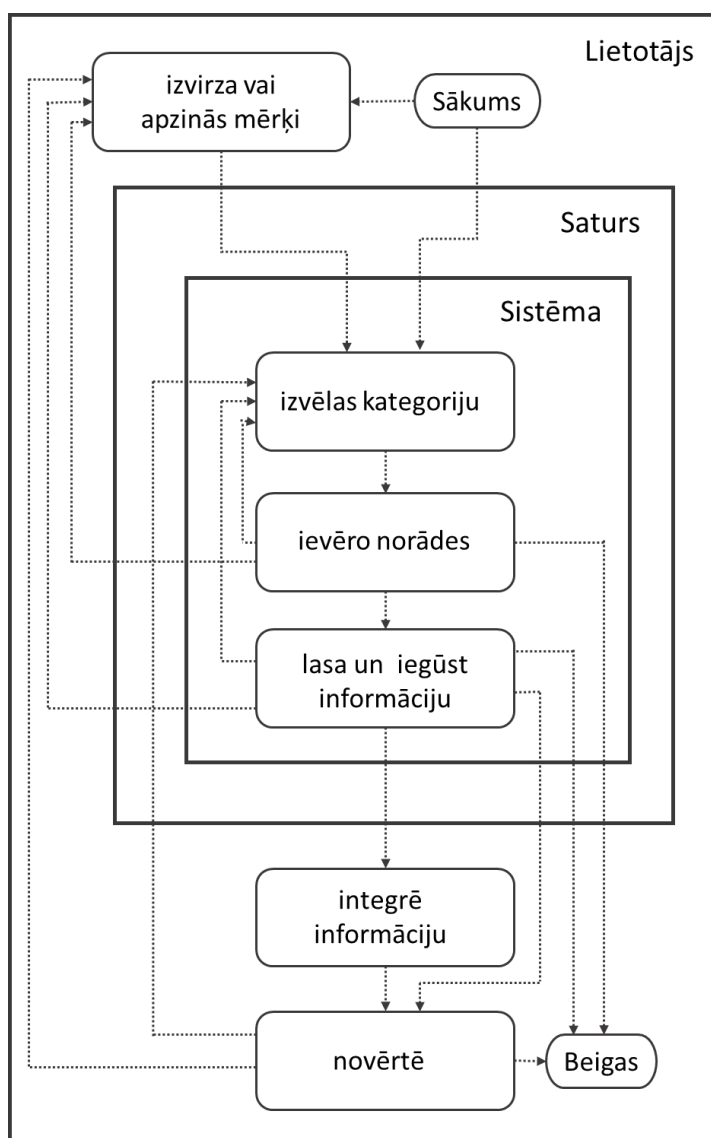 Lietotājs
izvirza vai
apzinās mērķi
Sākums
Saturs
Sistēma
izvēlas kategoriju
ievēro norādes
lasa un iegūst
informāciju
integrē
informāciju
novērtē
Beigas